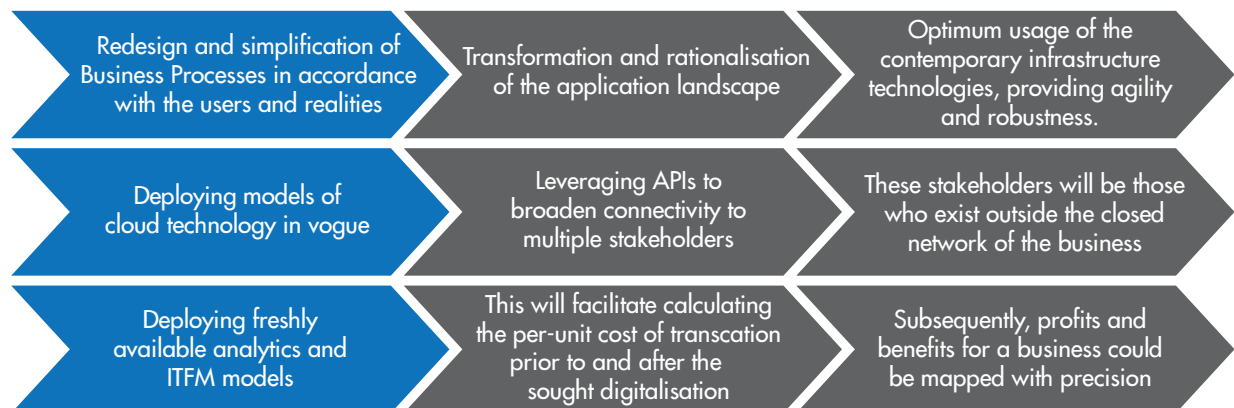 Redesign and simplification of
Business Processes in accordance
with the users and realities
Transformation and rationalisation
of the application landscape
Optimum usage of the
contemporary infrastructure
technologies, providing agility
and robustness.
Deploying models of
cloud technology in vogue
Leveraging APIs to
broaden connectivity to
multiple stakeholders
These stakeholders will be those
who exist outside the closed
network of the business
Deploying freshly
available analytics and
ITFM models
This will facilitate calculating
the per-unit cost of transcation
prior to and after the
sought digitalisation
Subsequently, profits and
benefits for a business could
be mapped with precision